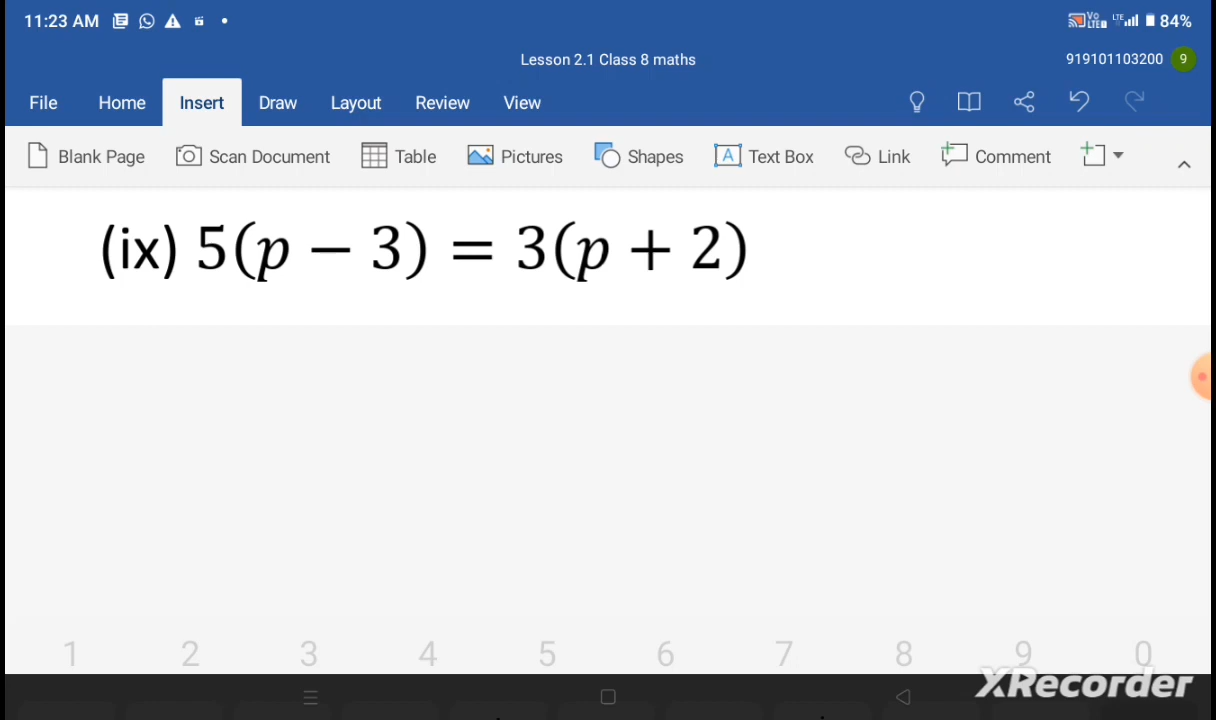 11:23 AM LTE 84%
Lesson 2.1 Class 8 maths 919101103200 9
File Home Insert Draw Layout Review View
Blank Page Scan Document Table Pictures Shapes A Text Box Link Comment
(ix) 5(p − 3) = 3(p + 2)
1 2 3 4 5 6 7 8 9 0
XRecorder